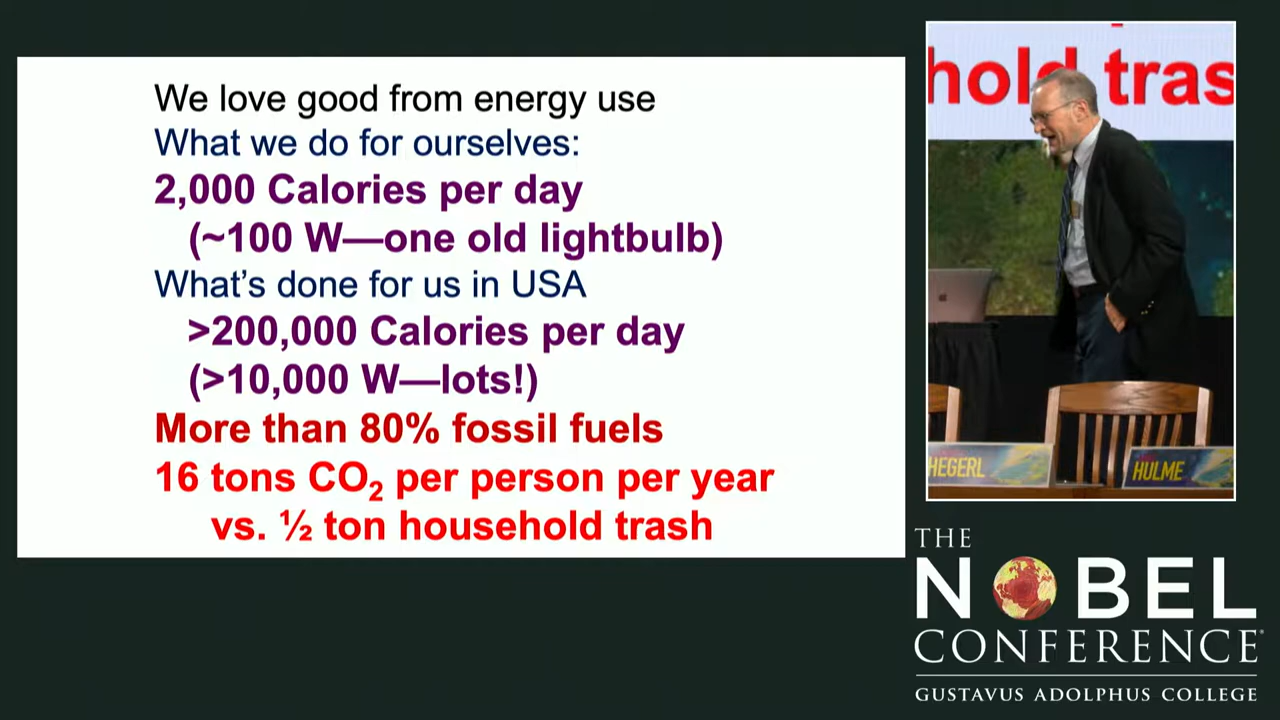 We love good from energy use
What we do for ourselves:
2,000 Calories per day
(~100 W—one old lightbulb)
What's done for us in USA
>200,000 Calories per day
(>10,000 W—lots!)
More than 80% fossil fuels
16 tons CO₂ per person per year
vs. ½ ton household trash
HEGERL
HULME
THE
NOBEL
CONFERENCE
GUSTAVUS ADOLPHUS COLLEGE